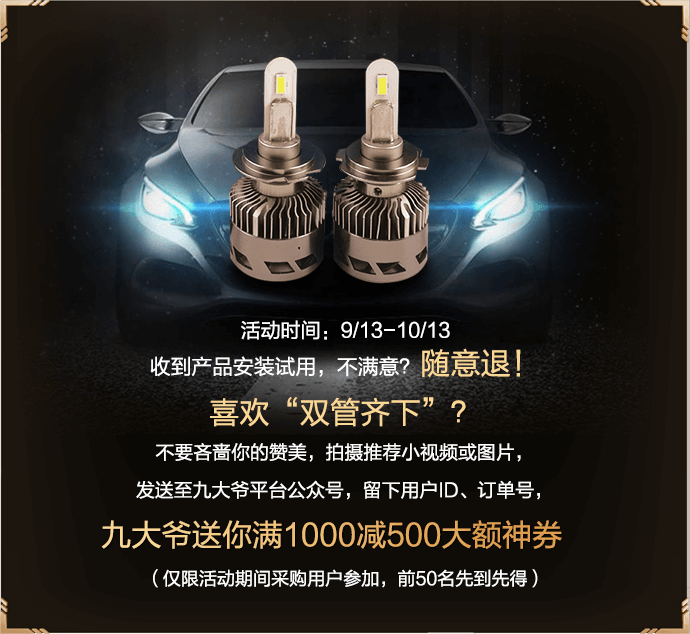 活动时间：9/13-10/13
收到产品安装试用，不满意？随意退！
喜欢“双管齐下”？
不要吝啬你的赞美，拍摄推荐小视频或图片，
发送至九大爷平台公众号，留下用户ID、订单号，
九大爷送你满1000减500大额神券
（仅限活动期间采购用户参加，前50名先到先得）